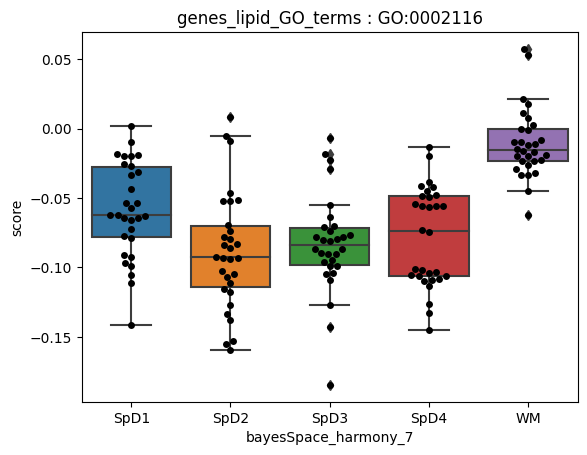 genes_lipid_GO_terms : GO:0002116
0.05
0.00
−0.05
−0.10
−0.15
score
SpD1 SpD2 SpD3 SpD4 WM
bayesSpace_harmony_7